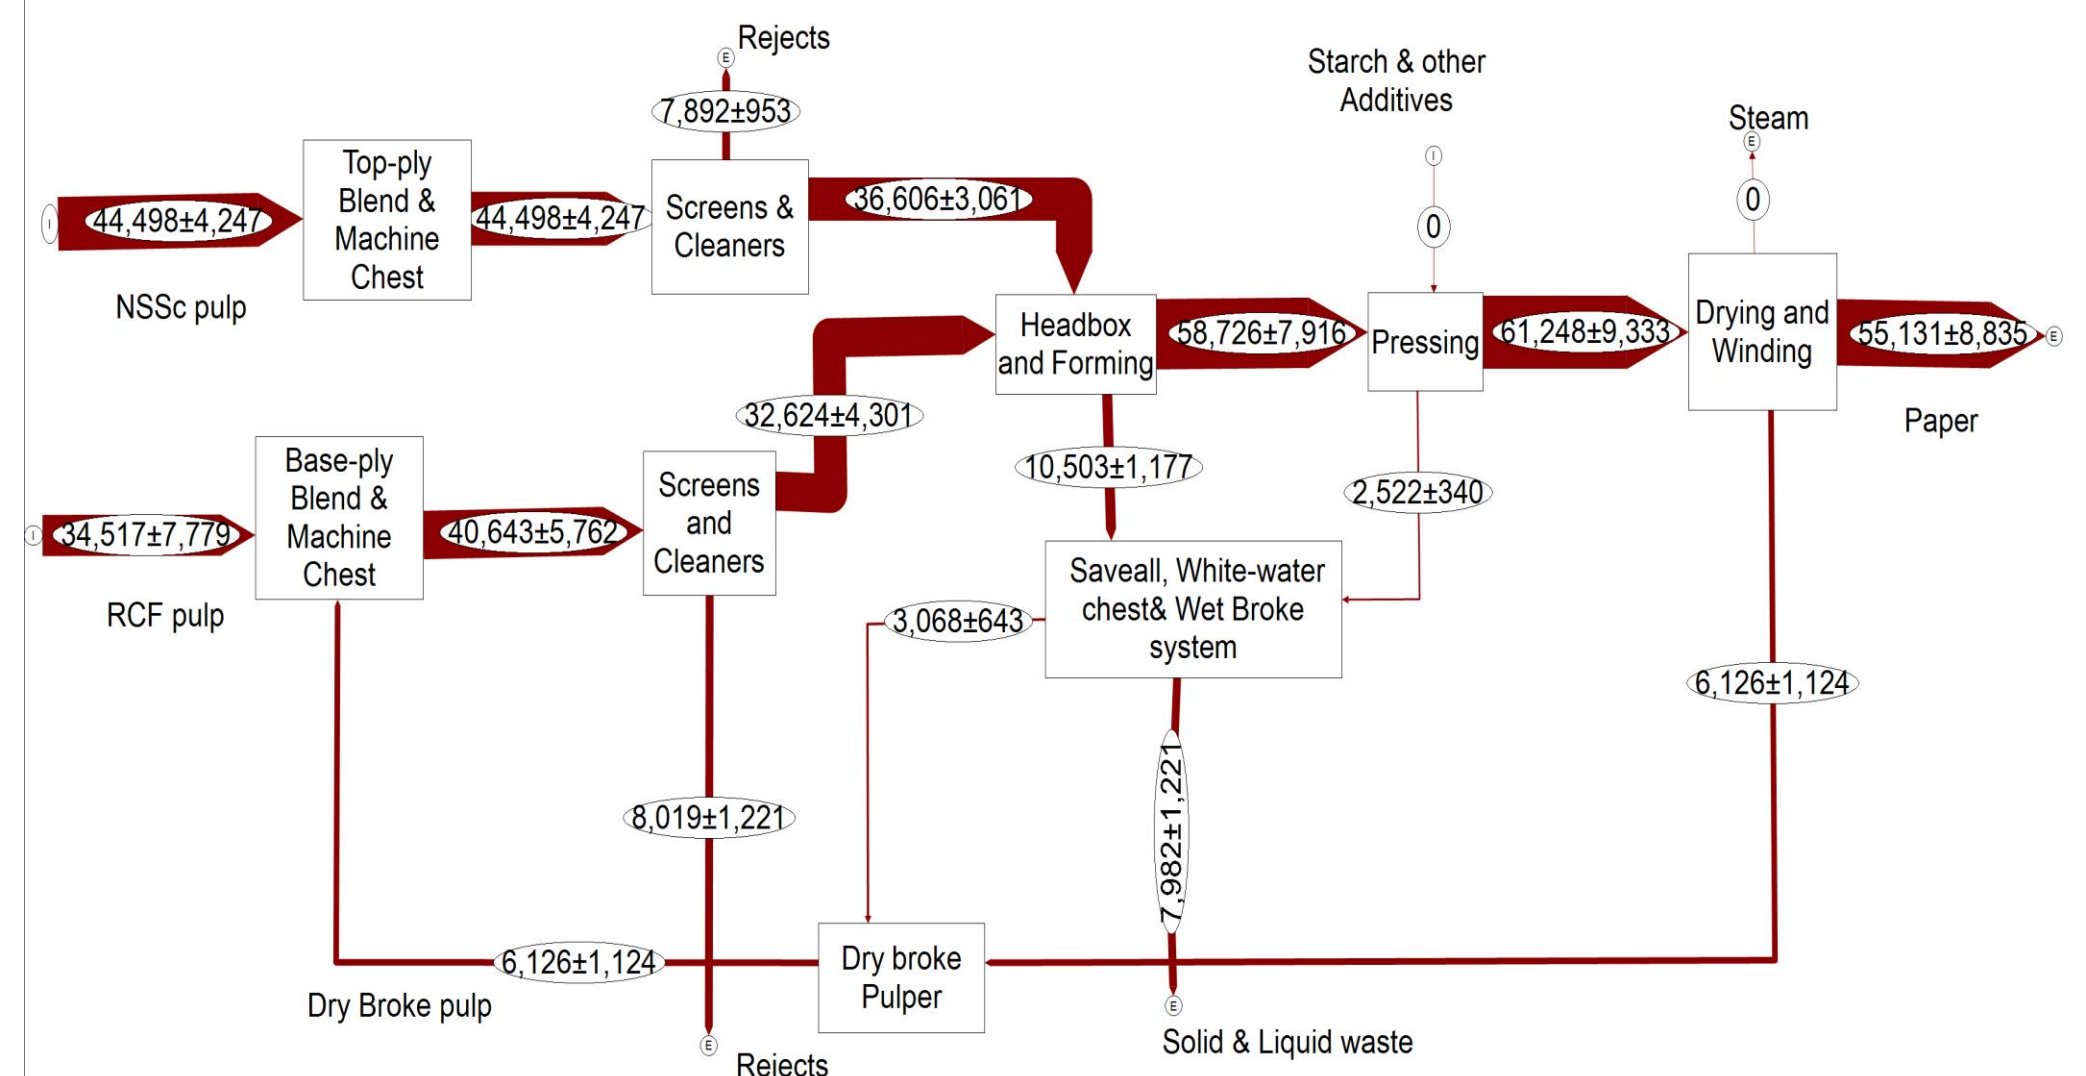 Rejects
E
7,892±953
Starch & other
Additives
Steam
E
I
0
0
Top-ply
Blend &
Machine
Chest
I
44,498±4,247
44,498±4,247
Screens &
Cleaners
36,606±3,061
NSSc pulp
Headbox
and Forming
58,726±7,916
Pressing
61,248±9,333
Drying and
Winding
55,131±8,835
E
Paper
32,624±4,301
Base-ply
Blend &
Machine
Chest
I
34,517±7,779
40,643±5,762
Screens
and
Cleaners
RCF pulp
10,503±1,177
2,522±340
Saveall, White-water
chest& Wet Broke
system
3,068±643
6,126±1,124
8,019±1,221
7,982±1,221
6,126±1,124
Dry broke
Pulper
Dry Broke pulp
E
Rejects
E
Solid & Liquid waste